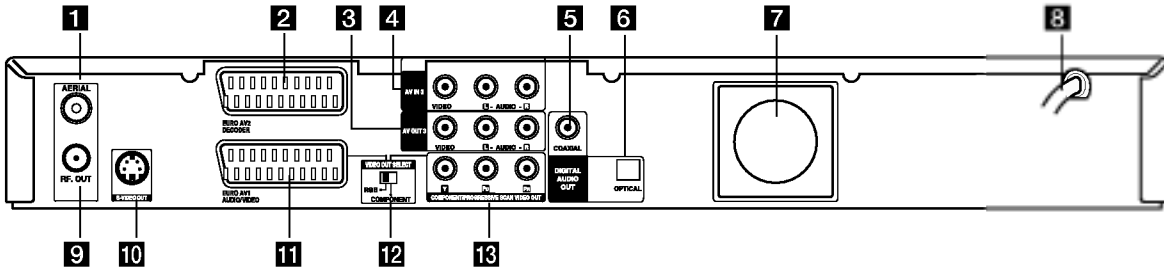 1 2 3 4 5 6 7 8
AERIAL
RF. OUT
S-VIDEO OUT
EURO AV2
DECODER
EURO AV1
AUDIO/VIDEO
AV IN 3
VIDEO L - AUDIO - R
AV OUT 3
VIDEO L - AUDIO - R
VIDEO OUT SELECT
RGB
COMPONENT
Y PB PR
COMPONENT/PROGRESSIVE SCAN VIDEO OUT
COAXIAL
DIGITAL
AUDIO
OUT
OPTICAL
9 10 11 12 13